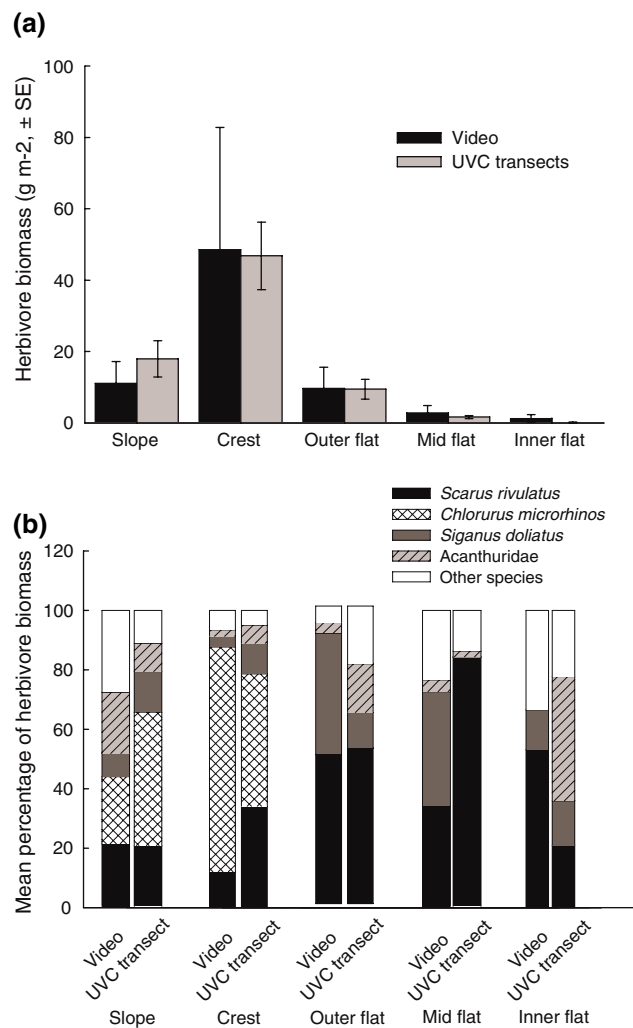 (a)
100
80
60
40
20
0
Herbivore biomass (g m-2, ± SE)
Video
UVC transects
Slope Crest Outer flat Mid flat Inner flat
(b)
Scarus rivulatus
Chlorurus microrhinos
Siganus doliatus
Acanthuridae
Other species
120
100
80
60
40
20
0
Mean percentage of herbivore biomass
Video UVC transect Video UVC transect Video UVC transect Video UVC transect Video UVC transect
Slope Crest Outer flat Mid flat Inner flat